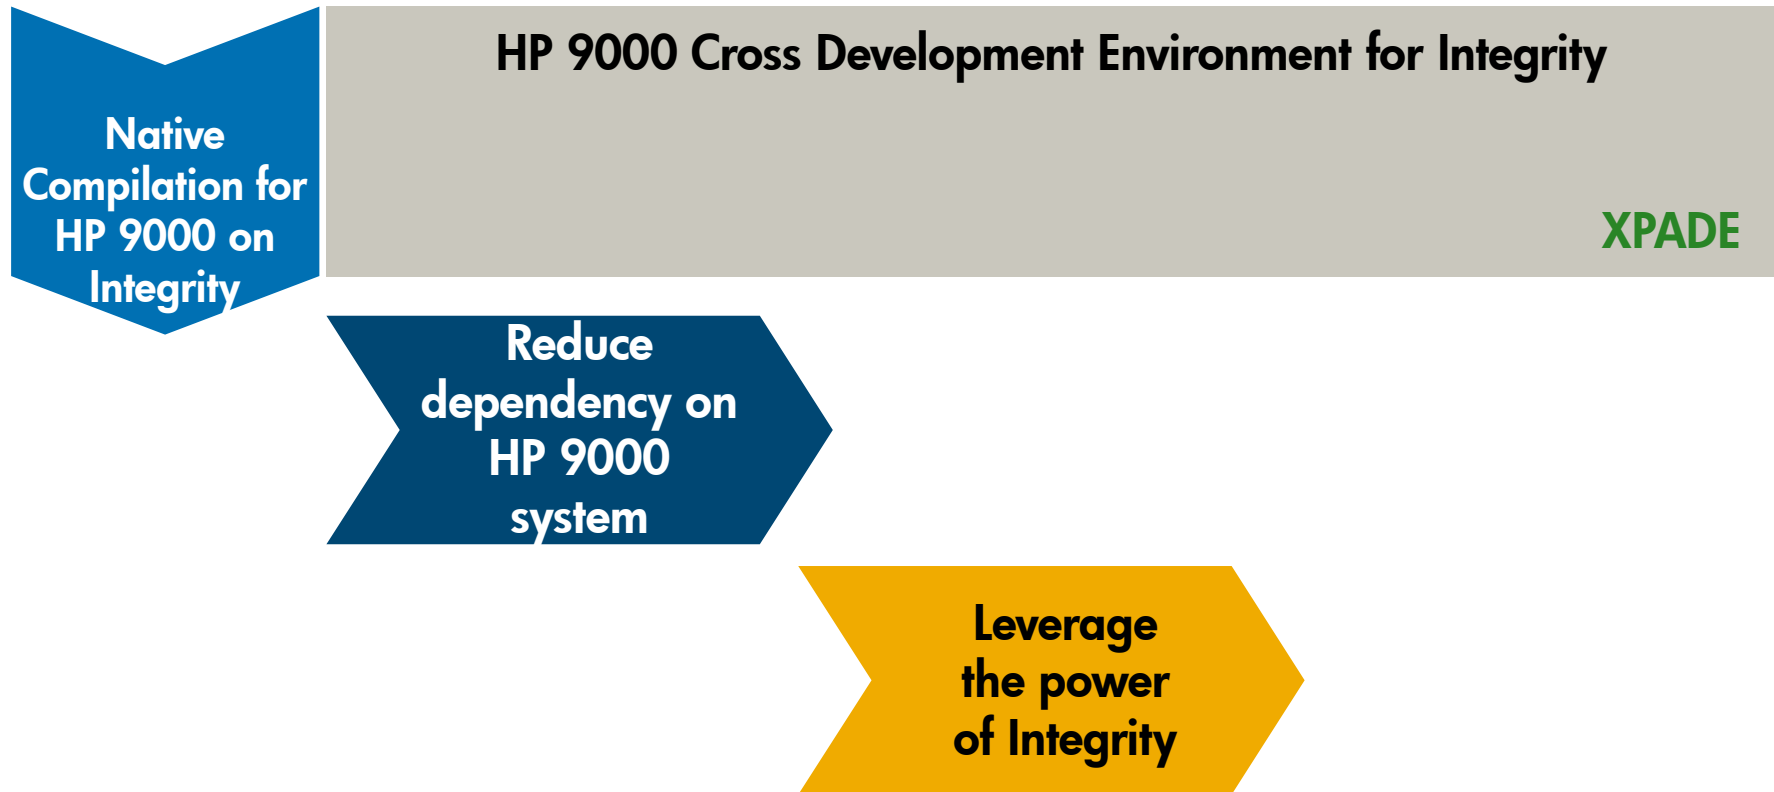 HP 9000 Cross Development Environment for Integrity
Native
Compilation for
HP 9000 on
Integrity
XPADE
Reduce
dependency on
HP 9000
system
Leverage
the power
of Integrity